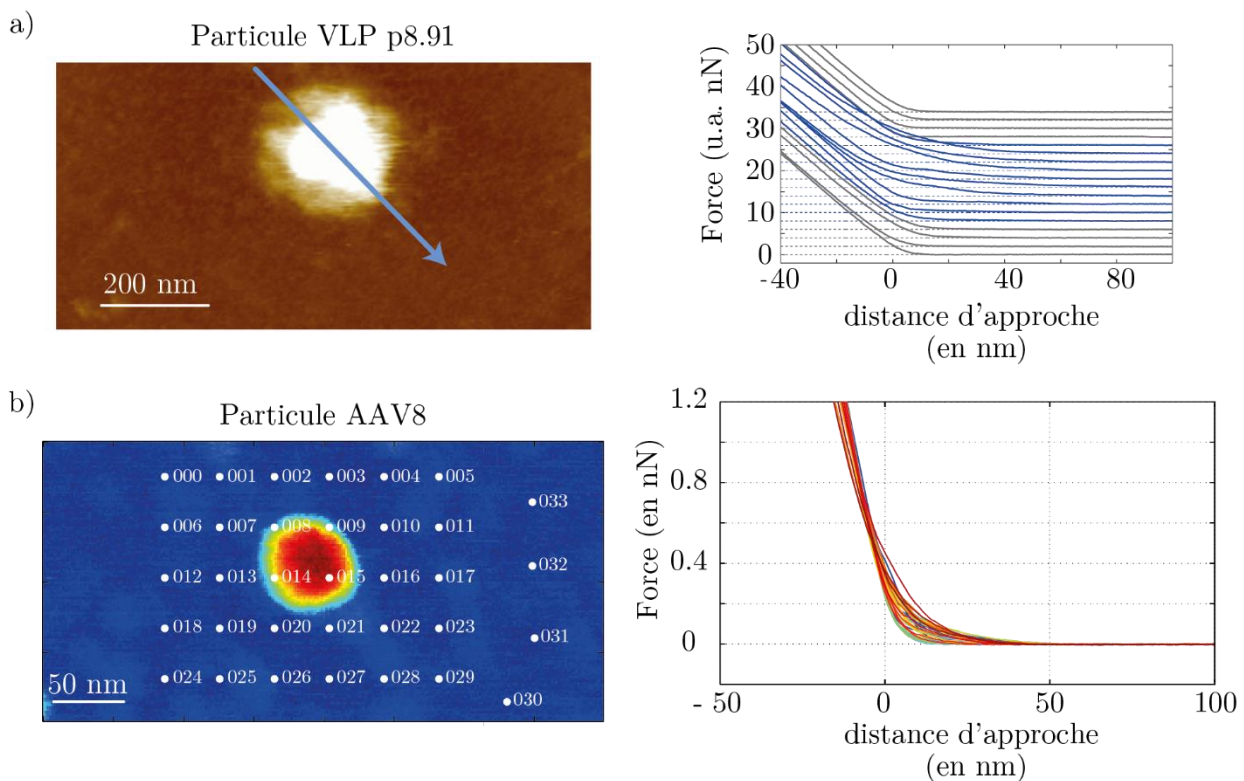 a)
Particule VLP p8.91
200 nm
Force (u.a. nN)
50
40
30
20
10
0
-40
0
40
80
distance d'approche
(en nm)
b)
Particule AAV8
000 001 002 003 004 005
033
006 007 008 009 010 011
032
012 013 014 015 016 017
018 019 020 021 022 023
031
024 025 026 027 028 029
030
50 nm
Force (en nN)
1.2
0.8
0.4
0
- 50
0
50
100
distance d'approche
(en nm)